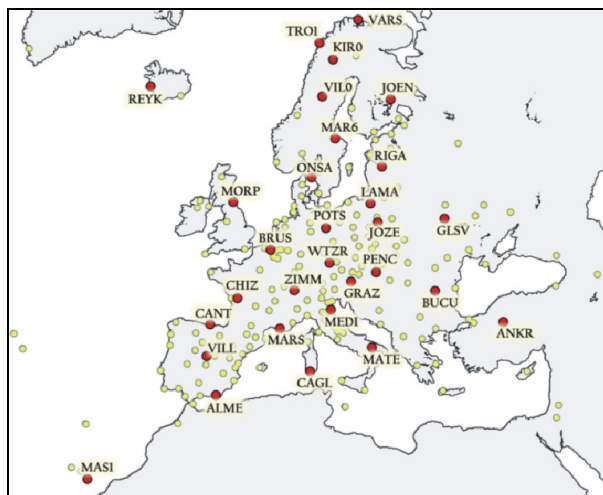 VARS
TROI
KIR0
REYK
VIL0
JOEN
MAR6
ONSA
RIGA
MORP
LAMA
POTS
JOZE
GLSV
BRUS
WTZR
PENC
CHIZ
ZIMM
GRAZ
BUCU
CANT
MEDI
MARS
ANKR
VILL
MATE
CAGL
ALME
MASI